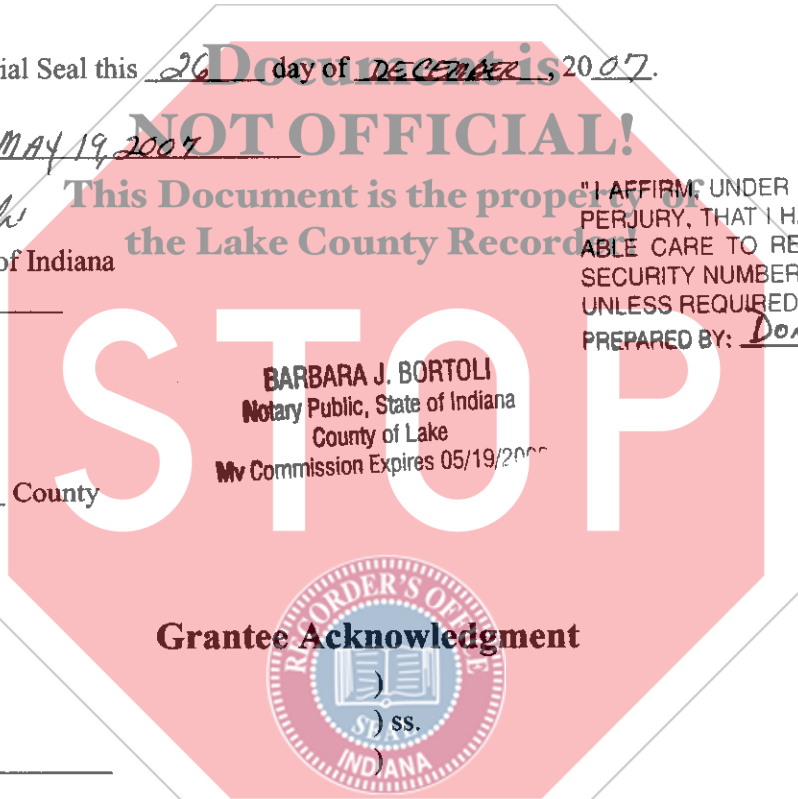 ial Seal this 26 day of DECEMBER, 2007.
Document is
NOT OFFICIAL!
MAY 19, 2007
This Document is the property of
the Lake County Recorder!
of Indiana
"I AFFIRM, UNDER
PERJURY, THAT I HA
ABLE CARE TO RE
SECURITY NUMBER
UNLESS REQUIRED
PREPARED BY: Don
STOP
BARBARA J. BORTOLI
Notary Public, State of Indiana
County of Lake
My Commission Expires 05/19/20
County
RECORDER'S OFFICE
Grantee Acknowledgment
)
) ss.
)
SEAL
INDIANA